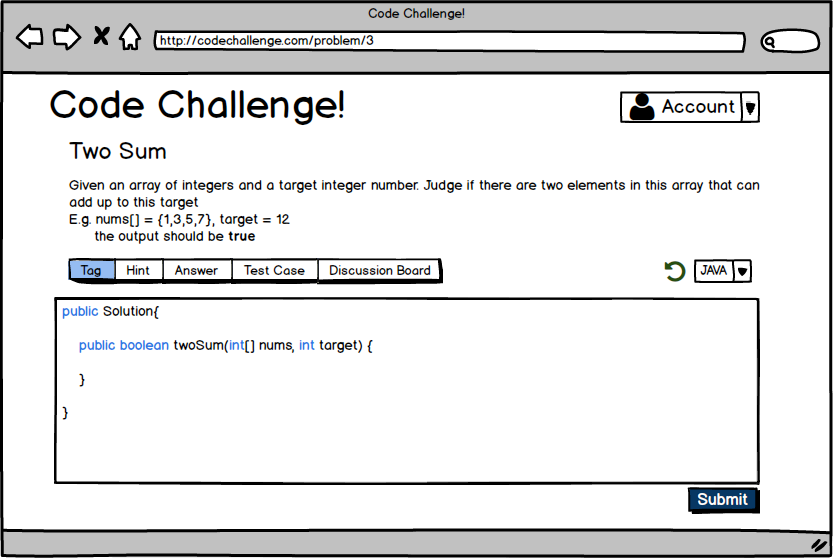 Code Challenge!
http://codechallenge.com/problem/3
Code Challenge!
Account
Two Sum
Given an array of integers and a target integer number. Judge if there are two elements in this array that can
add up to this target
E.g. nums[] = {1,3,5,7}, target = 12
the output should be true
Tag Hint Answer Test Case Discussion Board
JAVA
public Solution{
public boolean twoSum(int[] nums, int target) {
}
}
Submit